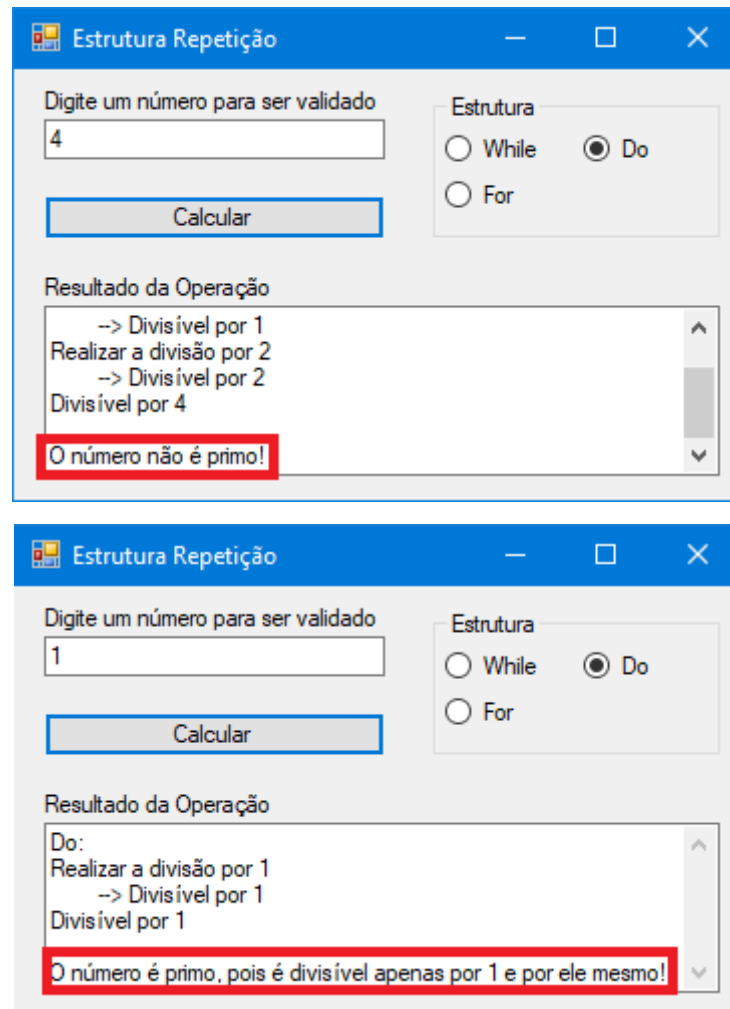 Estrutura Repetição
Digite um número para ser validado
4
Estrutura
While
Do
For
Calcular
Resultado da Operação
--> Divisível por 1
Realizar a divisão por 2
--> Divisível por 2
Divisível por 4
O número não é primo!
Estrutura Repetição
Digite um número para ser validado
1
Estrutura
While
Do
For
Calcular
Resultado da Operação
Do:
Realizar a divisão por 1
--> Divisível por 1
Divisível por 1
O número é primo, pois é divisível apenas por 1 e por ele mesmo!